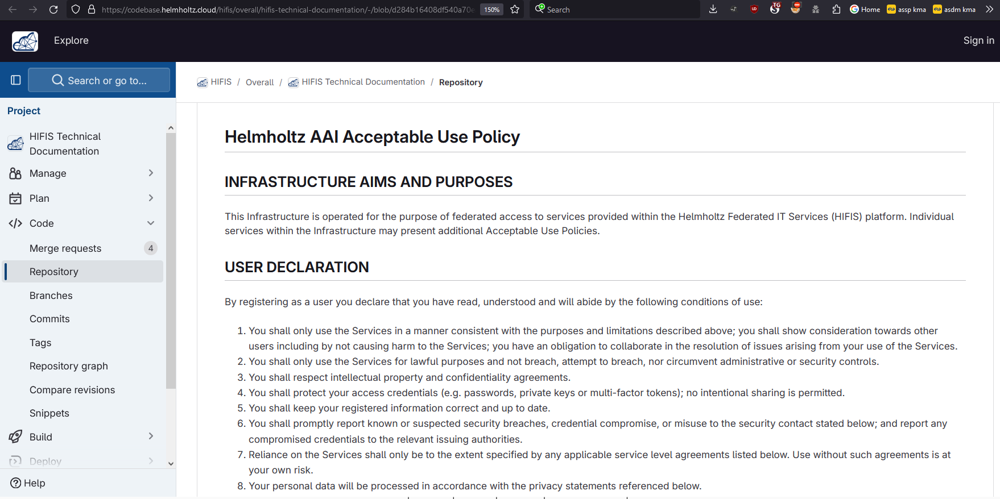 https://codebase.helmholtz.cloud/hifis/overall/hifis-technical-documentation/-/blob/d284b16408df540a70e
150%
Search
UD
TG
Home
assp kma
asdm kma
Explore
Sign in
Search or go to...
HIFIS / Overall / HIFIS Technical Documentation / Repository
Project
HIFIS Technical
Documentation
Manage
Plan
Code
Merge requests 4
Repository
Branches
Commits
Tags
Repository graph
Compare revisions
Snippets
Build
Deploy
Help
Helmholtz AAI Acceptable Use Policy
INFRASTRUCTURE AIMS AND PURPOSES
This Infrastructure is operated for the purpose of federated access to services provided within the Helmholtz Federated IT Services (HIFIS) platform. Individual
services within the Infrastructure may present additional Acceptable Use Policies.
USER DECLARATION
By registering as a user you declare that you have read, understood and will abide by the following conditions of use:
1. You shall only use the Services in a manner consistent with the purposes and limitations described above; you shall show consideration towards other
users including by not causing harm to the Services; you have an obligation to collaborate in the resolution of issues arising from your use of the Services.
2. You shall only use the Services for lawful purposes and not breach, attempt to breach, nor circumvent administrative or security controls.
3. You shall respect intellectual property and confidentiality agreements.
4. You shall protect your access credentials (e.g. passwords, private keys or multi-factor tokens); no intentional sharing is permitted.
5. You shall keep your registered information correct and up to date.
6. You shall promptly report known or suspected security breaches, credential compromise, or misuse to the security contact stated below; and report any
compromised credentials to the relevant issuing authorities.
7. Reliance on the Services shall only be to the extent specified by any applicable service level agreements listed below. Use without such agreements is at
your own risk.
8. Your personal data will be processed in accordance with the privacy statements referenced below.